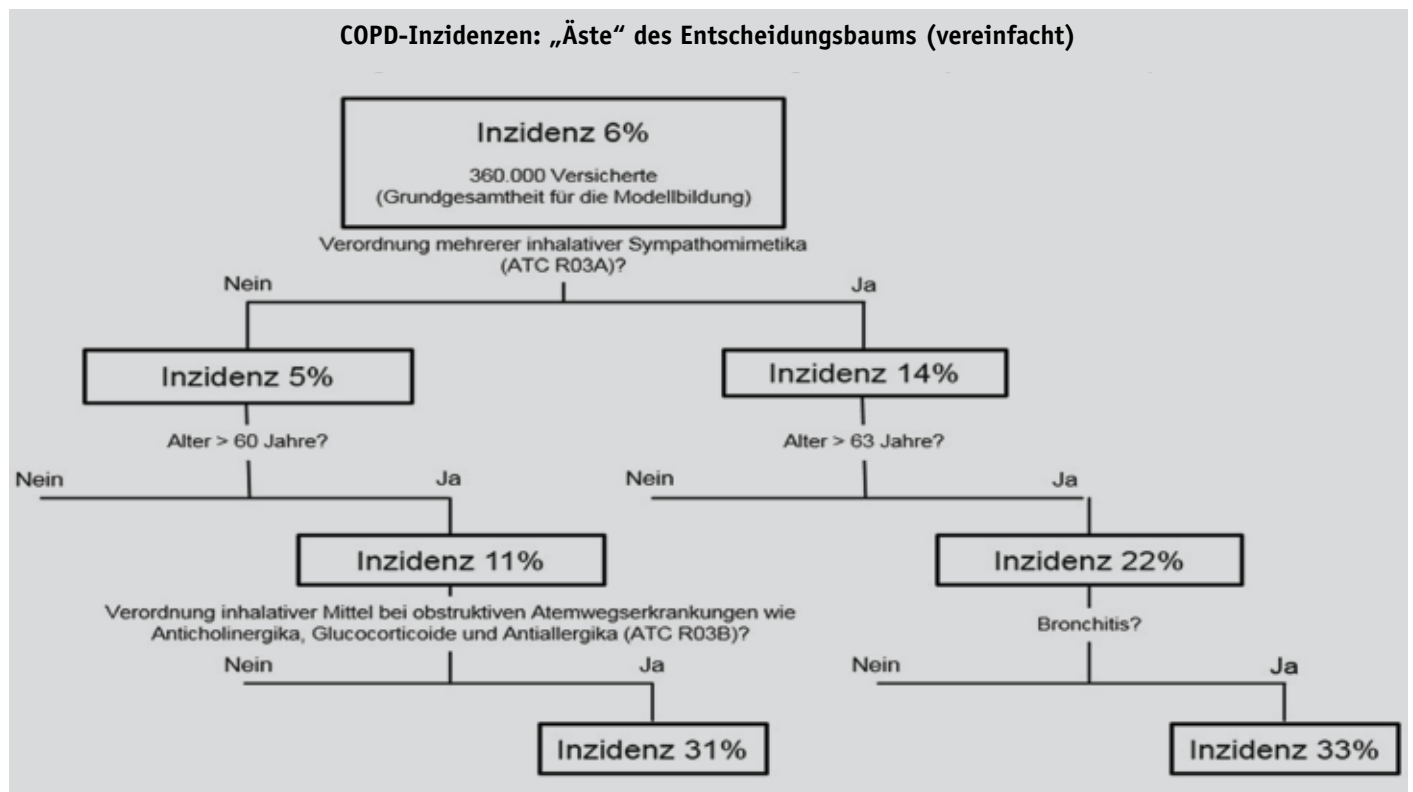 COPD-Inzidenzen: „Äste“ des Entscheidungsbaums (vereinfacht)
Inzidenz 6%
360.000 Versicherte
(Grundgesamtheit für die Modellbildung)
Verordnung mehrerer inhalativer Sympathomimetika
(ATC R03A)?
Nein
Ja
Inzidenz 5%
Inzidenz 14%
Alter > 60 Jahre?
Alter > 63 Jahre?
Nein
Ja
Nein
Ja
Inzidenz 11%
Inzidenz 22%
Verordnung inhalativer Mittel bei obstruktiven Atemwegserkrankungen wie
Anticholinergika, Glucocorticoide und Antiallergika (ATC R03B)?
Bronchitis?
Nein
Ja
Nein
Ja
Inzidenz 31%
Inzidenz 33%